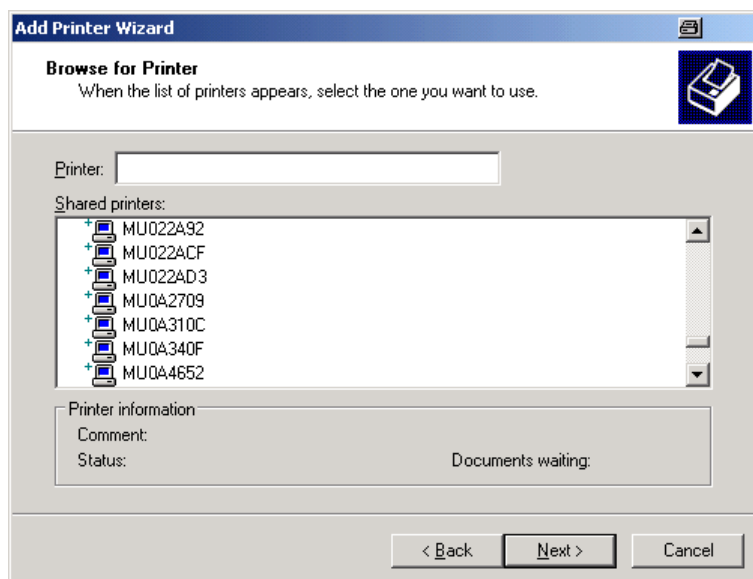 Add Printer Wizard
Browse for Printer
When the list of printers appears, select the one you want to use.
Printer:
Shared printers:
MU022A92
MU022ACF
MU022AD3
MU0A2709
MU0A310C
MU0A340F
MU0A4652
Printer information
Comment:
Status: Documents waiting:
< Back Next > Cancel